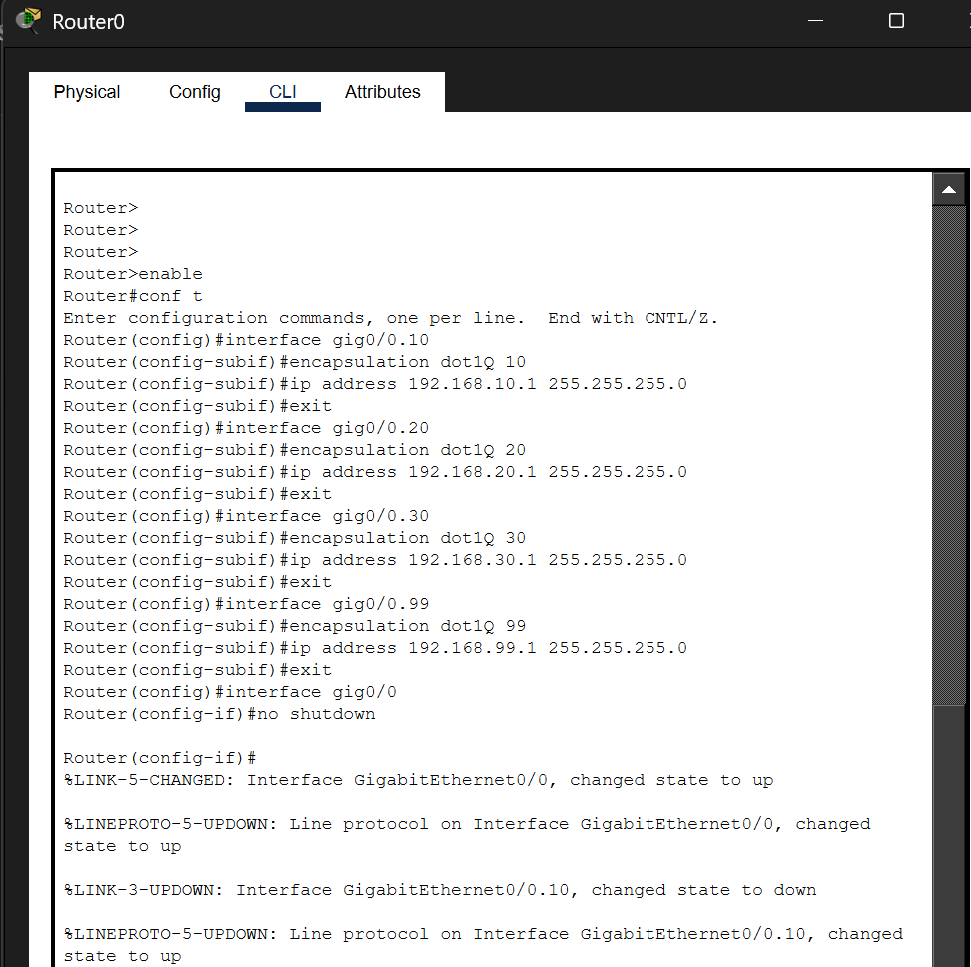 Router0
Physical Config CLI Attributes
Router>
Router>
Router>
Router>enable
Router#conf t
Enter configuration commands, one per line.  End with CNTL/Z.
Router(config)#interface gig0/0.10
Router(config-subif)#encapsulation dot1Q 10
Router(config-subif)#ip address 192.168.10.1 255.255.255.0
Router(config-subif)#exit
Router(config)#interface gig0/0.20
Router(config-subif)#encapsulation dot1Q 20
Router(config-subif)#ip address 192.168.20.1 255.255.255.0
Router(config-subif)#exit
Router(config)#interface gig0/0.30
Router(config-subif)#encapsulation dot1Q 30
Router(config-subif)#ip address 192.168.30.1 255.255.255.0
Router(config-subif)#exit
Router(config)#interface gig0/0.99
Router(config-subif)#encapsulation dot1Q 99
Router(config-subif)#ip address 192.168.99.1 255.255.255.0
Router(config-subif)#exit
Router(config)#interface gig0/0
Router(config-if)#no shutdown
Router(config-if)#
%LINK-5-CHANGED: Interface GigabitEthernet0/0, changed state to up
%LINEPROTO-5-UPDOWN: Line protocol on Interface GigabitEthernet0/0, changed
state to up
%LINK-3-UPDOWN: Interface GigabitEthernet0/0.10, changed state to down
%LINEPROTO-5-UPDOWN: Line protocol on Interface GigabitEthernet0/0.10, changed
state to up